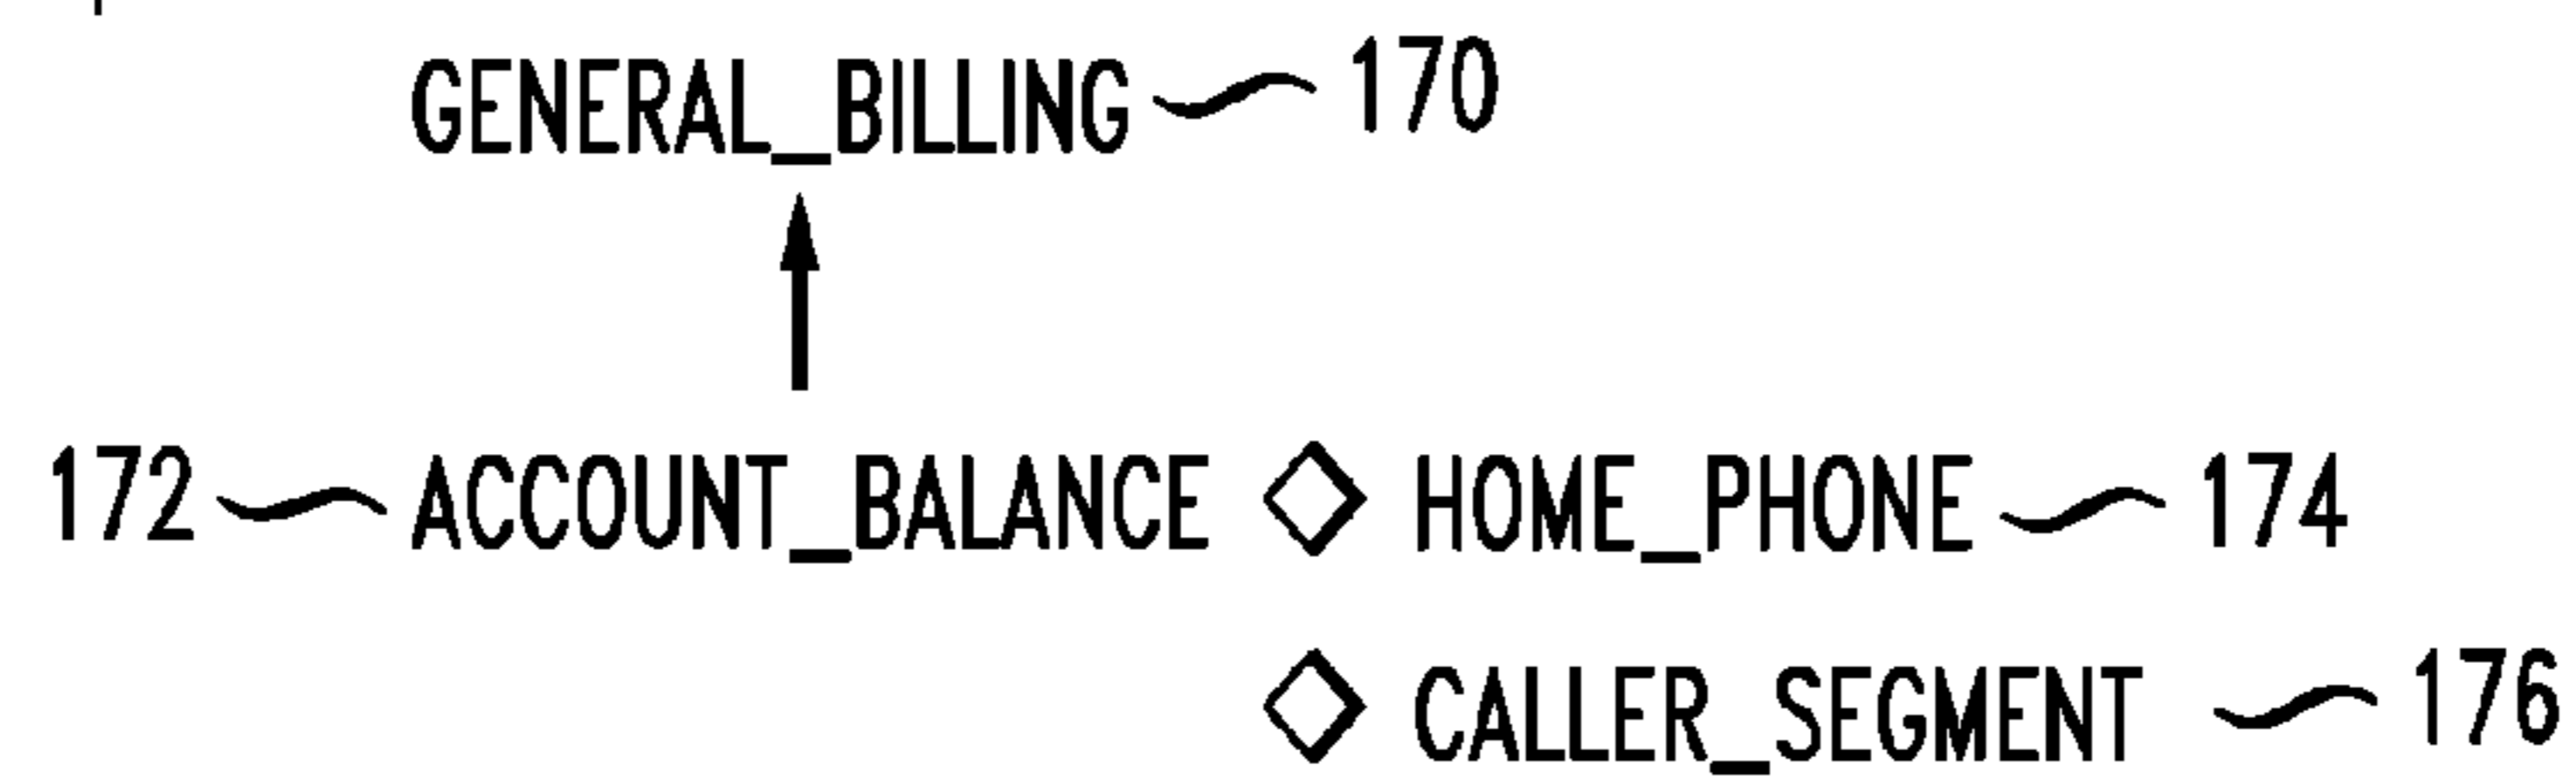 GENERAL_BILLING 170
172 ACCOUNT_BALANCE HOME_PHONE 174
CALLER_SEGMENT 176